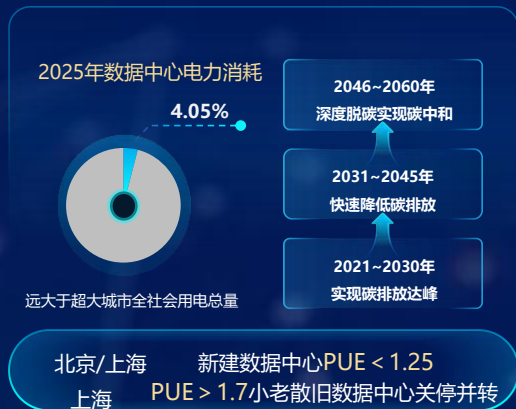 2025年数据中心电力消耗
4.05%
远大于超大城市全社会用电总量
2046~2060年
深度脱碳实现碳中和
2031~2045年
快速降低碳排放
2021~2030年
实现碳排放达峰
北京/上海 新建数据中心PUE < 1.25
上海 PUE > 1.7小老散旧数据中心关停并转